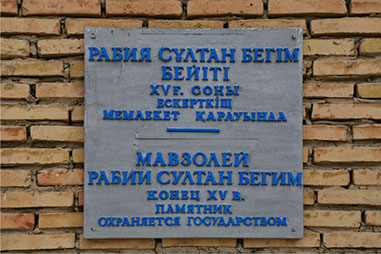 РАБИЯ СҰЛТАН БЕГІМ
БЕЙІТІ
XV Ғ. СОҢЫ
ЕСКЕРТКІШ
МЕМЛЕКЕТ ҚАРАУЫНДА
МАВЗОЛЕЙ
РАБИИ СУЛТАН БЕГИМ
КОНЕЦ XV В.
ПАМЯТНИК
ОХРАНЯЕТСЯ ГОСУДАРСТВОМ